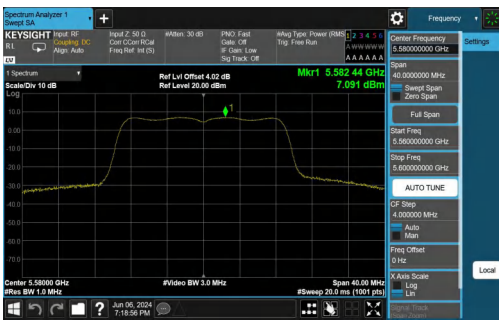 Spectrum Analyzer 1
Swept SA
Frequency
KEYSIGHT
Input: RF
Coupling: DC
Align: Auto
Input Z: 50 Ω
Corr CCorr RCal
Freq Ref: Int (S)
#Atten: 30 dB
PNO: Fast
Gate: Off
IF Gain: Low
Sig Track: Off
#Avg Type: Power (RMS)
Trig: Free Run
1 2 3 4 5 6
A W W W W W
A A A A A A
RL
LV
1 Spectrum
Scale/Div 10 dB
Log
Ref Lvl Offset 4.02 dB
Ref Level 20.00 dBm
Mkr1 5.582 44 GHz
7.091 dBm
1
10.0
0.00
-10.0
-20.0
-30.0
-40.0
-50.0
-60.0
-70.0
Center 5.58000 GHz
#Res BW 1.0 MHz
#Video BW 3.0 MHz
Span 40.00 MHz
#Sweep 20.0 ms (1001 pts)
Jun 06, 2024
7:18:56 PM
Center Frequency
5.580000000 GHz
Span
40.0000000 MHz
Swept Span
Zero Span
Full Span
Start Freq
5.560000000 GHz
Stop Freq
5.600000000 GHz
AUTO TUNE
CF Step
4.000000 MHz
Auto
Man
Freq Offset
0 Hz
X Axis Scale
Log
Lin
Signal Track
Settings
Local